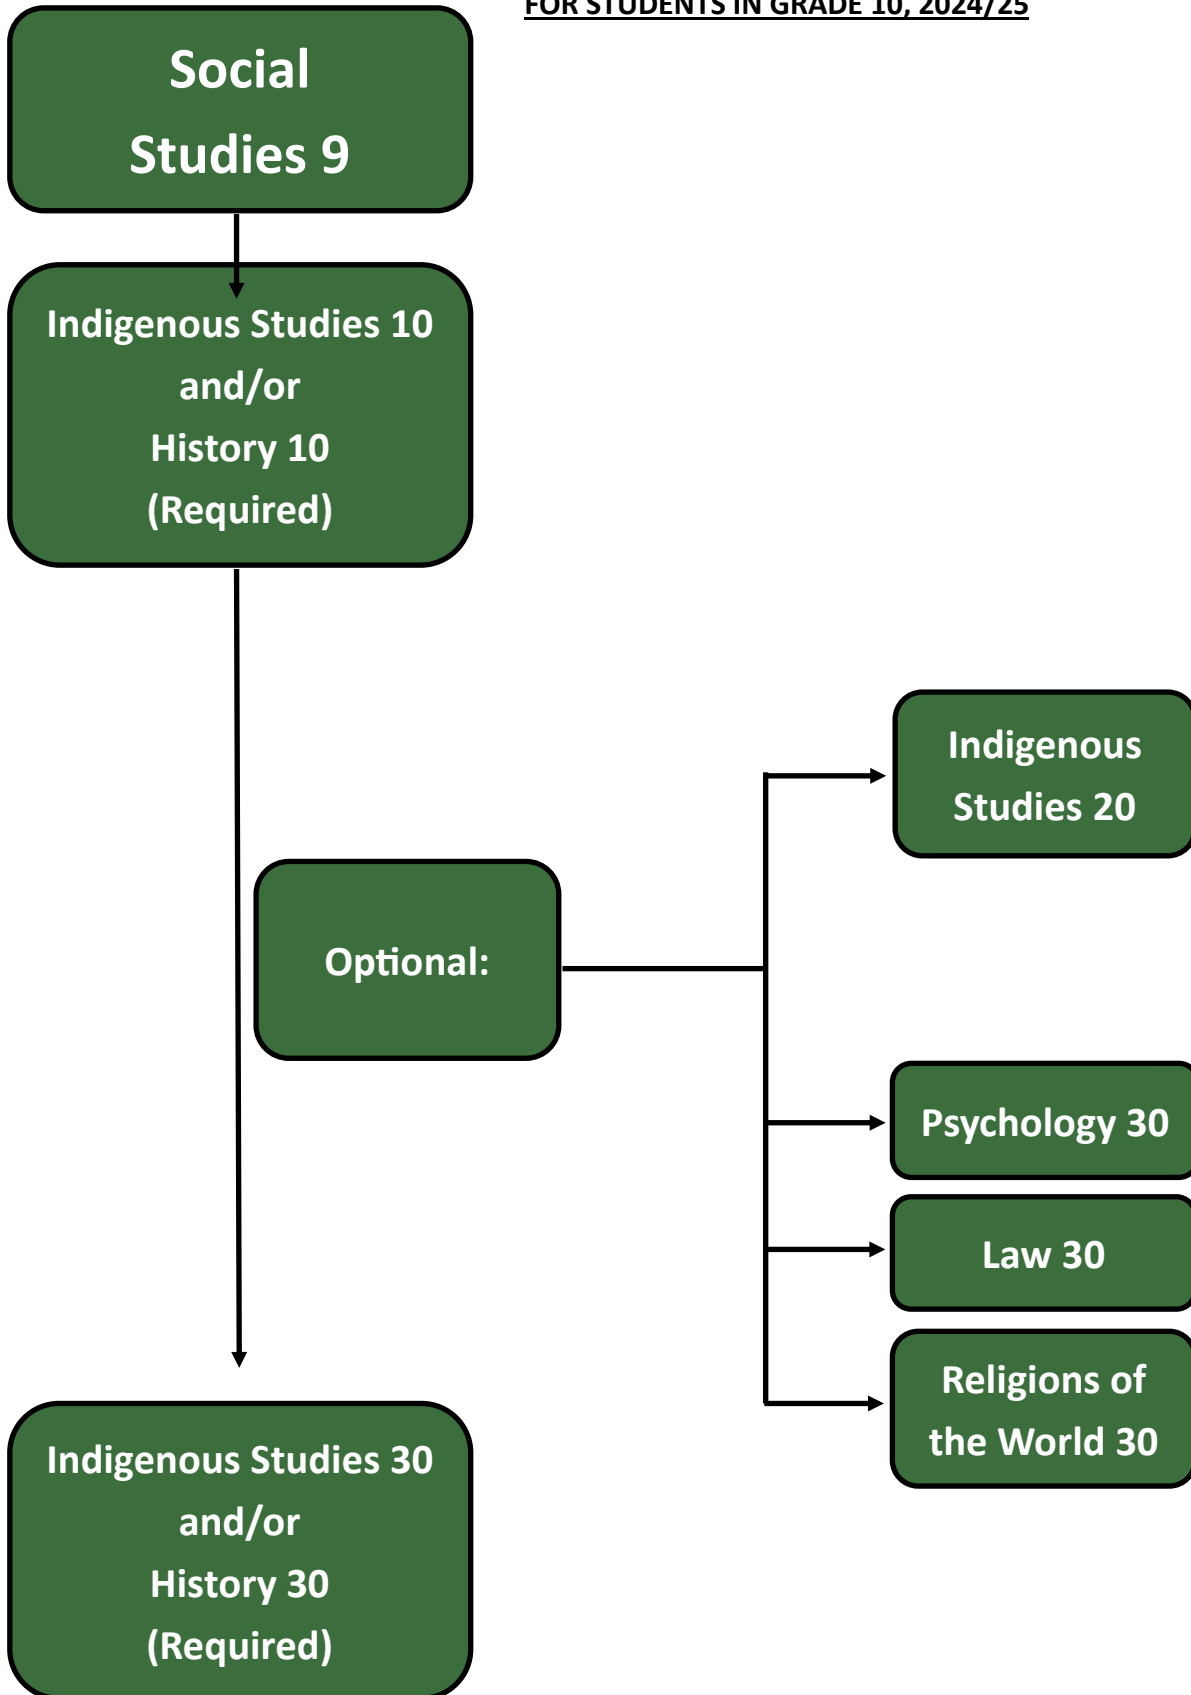 FOR STUDENTS IN GRADE 10, 2024/25
Social
Studies 9
Indigenous Studies 10
and/or
History 10
(Required)
Indigenous
Studies 20
Optional:
Psychology 30
Law 30
Religions of
the World 30
Indigenous Studies 30
and/or
History 30
(Required)